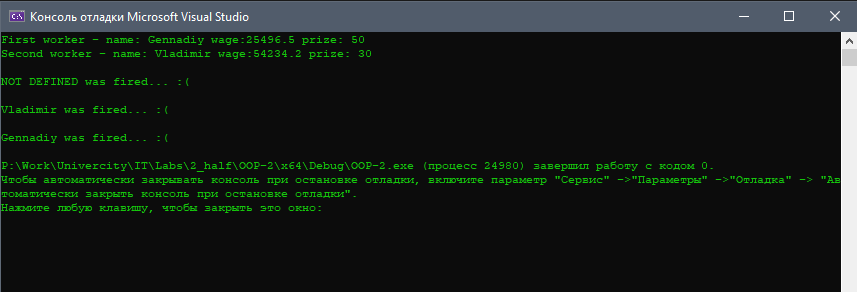 Консоль отладки Microsoft Visual Studio
First worker - name: Gennadiy wage:25496.5 prize: 50
Second worker - name: Vladimir wage:54234.2 prize: 30
NOT DEFINED was fired... :(
Vladimir was fired... :(
Gennadiy was fired... :(
P:\Work\Univercity\IT\Labs\2_half\OOP-2\x64\Debug\OOP-2.exe (процесс 24980) завершил работу с кодом 0.
Чтобы автоматически закрывать консоль при остановке отладки, включите параметр "Сервис" ->"Параметры" ->"Отладка" -> "Ав
томатически закрыть консоль при остановке отладки".
Нажмите любую клавишу, чтобы закрыть это окно: